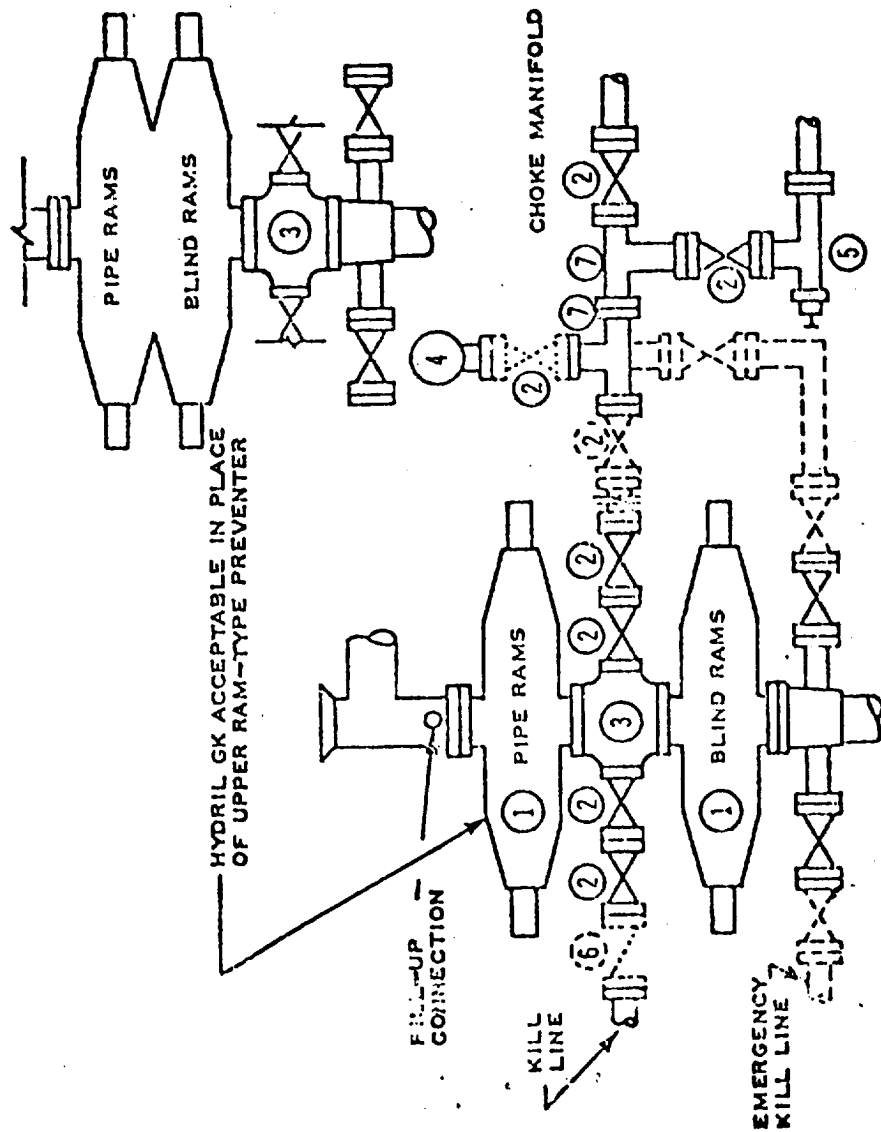 PIPE RAMS
BLIND RAMS
3
HYDRIL GK ACCEPTABLE IN PLACE
OF UPPER RAM-TYPE PREVENTER
CONNECTION
4
2
7
7
2
CHOKE MANIFOLD
2
5
1
PIPE RAMS
KILL
LINE
6
2
2
3
2
2
2
1
BLIND RAMS
EMERGENCY
KILL LINE